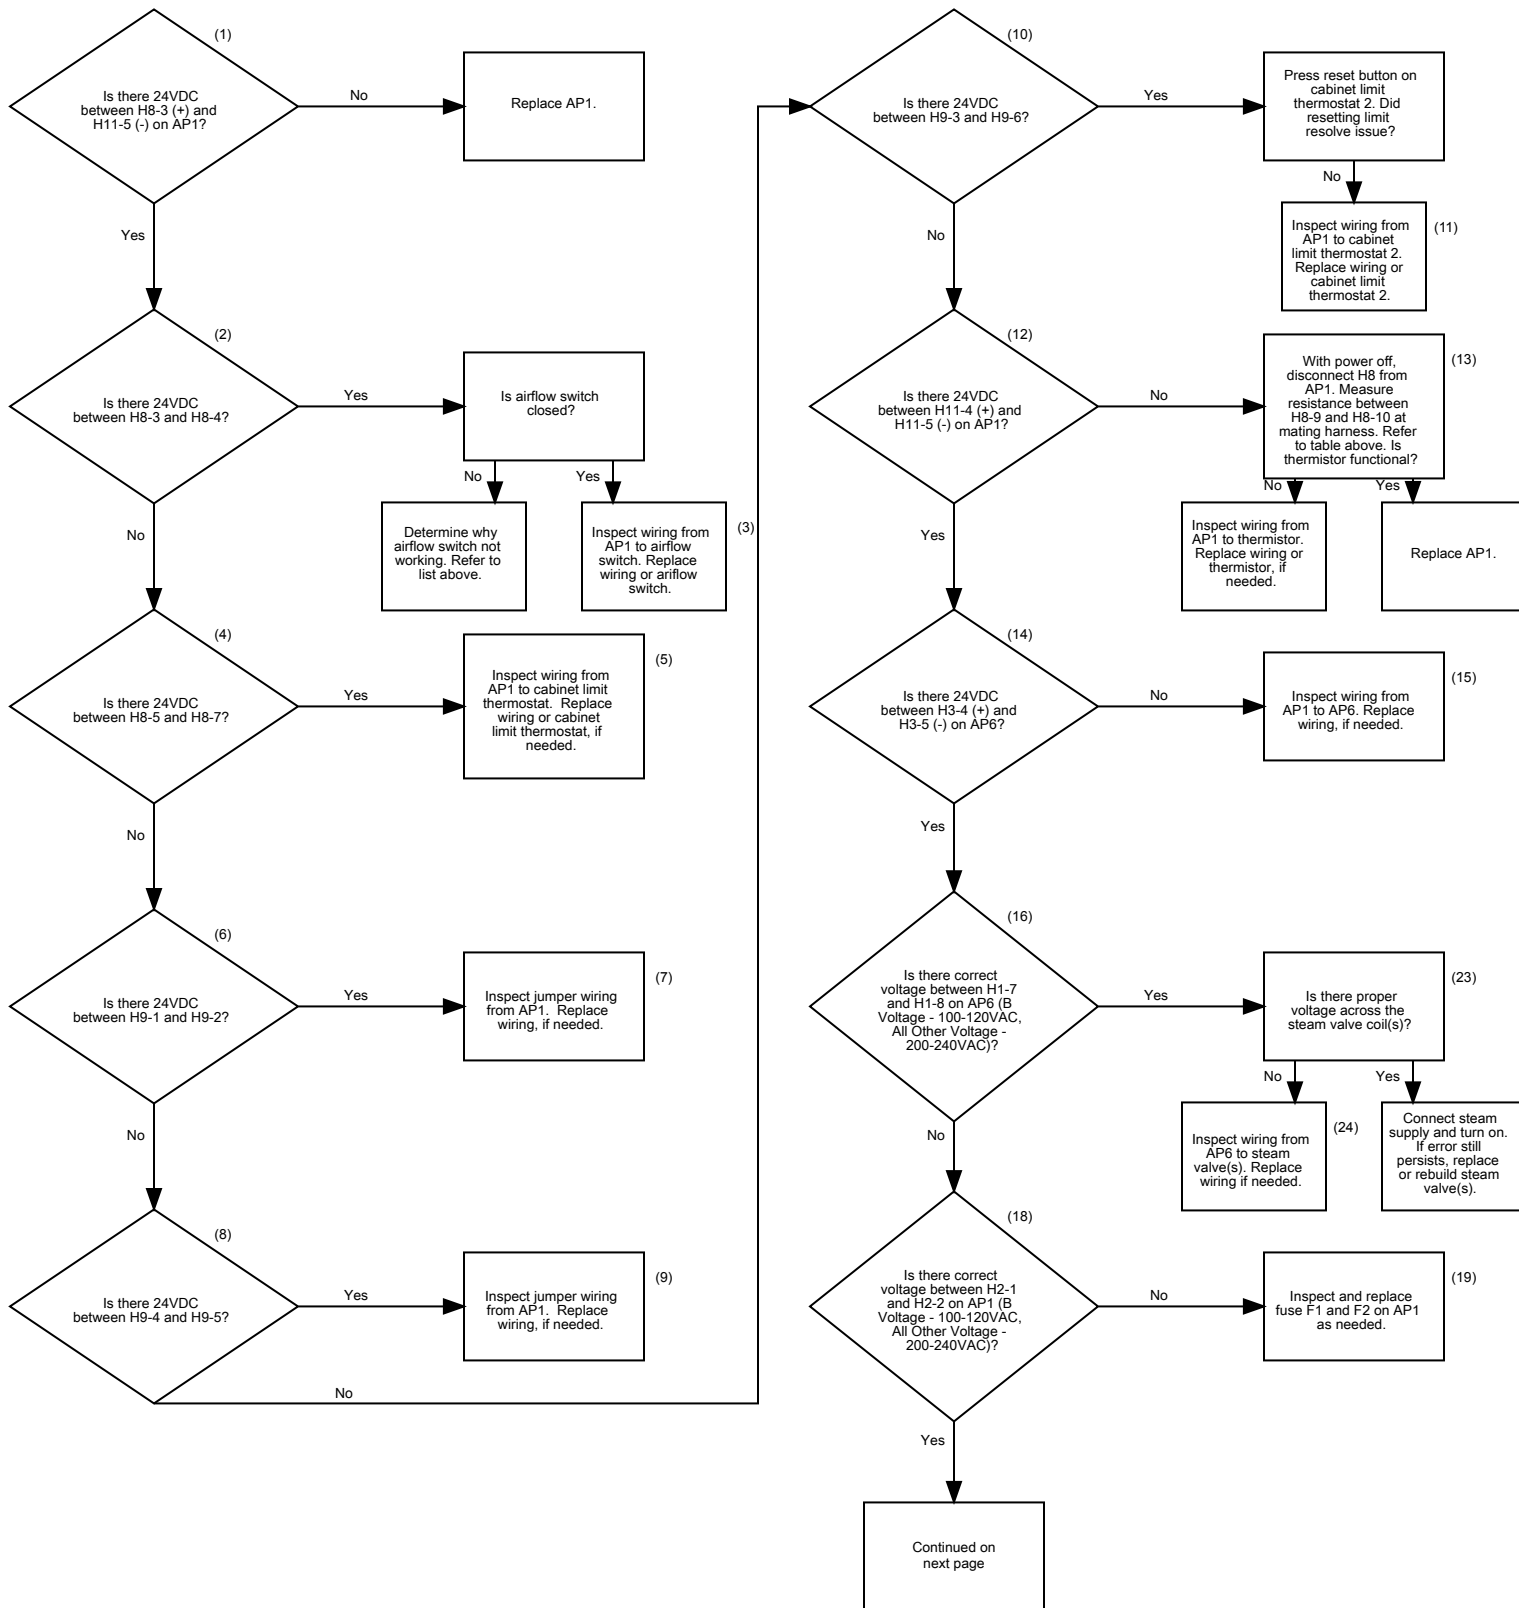 (1)
Is there 24VDC
between H8-3 (+) and
H11-5 (-) on AP1?
No
Replace AP1.
Yes
(2)
Is there 24VDC
between H8-3 and H8-4?
Yes
Is airflow switch
closed?
No
Yes
Determine why
airflow switch not
working. Refer to
list above.
Inspect wiring from
AP1 to airflow
switch. Replace
wiring or ariflow
switch.
(3)
No
(4)
Is there 24VDC
between H8-5 and H8-7?
Yes
Inspect wiring from
AP1 to cabinet limit
thermostat.  Replace
wiring or cabinet
limit thermostat, if
needed.
(5)
No
(6)
Is there 24VDC
between H9-1 and H9-2?
Yes
Inspect jumper wiring
from AP1.  Replace
wiring, if needed.
(7)
No
(8)
Is there 24VDC
between H9-4 and H9-5?
Yes
Inspect jumper wiring
from AP1.  Replace
wiring, if needed.
(9)
No
(10)
Is there 24VDC
between H9-3 and H9-6?
Yes
Press reset button on
cabinet limit
thermostat 2. Did
resetting limit
resolve issue?
No
Inspect wiring from
AP1 to cabinet
limit thermostat 2.
Replace wiring or
cabinet limit
thermostat 2.
(11)
No
(12)
Is there 24VDC
between H11-4 (+) and
H11-5 (-) on AP1?
No
With power off,
disconnect H8 from
AP1. Measure
resistance between
H8-9 and H8-10 at
mating harness. Refer
to table above. Is
thermistor functional?
(13)
No
Yes
Inspect wiring from
AP1 to thermistor.
Replace wiring or
thermistor, if
needed.
Replace AP1.
Yes
(14)
Is there 24VDC
between H3-4 (+) and
H3-5 (-) on AP6?
No
Inspect wiring from
AP1 to AP6. Replace
wiring, if needed.
(15)
Yes
(16)
Is there correct
voltage between H1-7
and H1-8 on AP6 (B
Voltage - 100-120VAC,
All Other Voltage -
200-240VAC)?
Yes
Is there proper
voltage across the
steam valve coil(s)?
(23)
No
Yes
Inspect wiring from
AP6 to steam
valve(s). Replace
wiring if needed.
(24)
Connect steam
supply and turn on.
If error still
persists, replace
or rebuild steam
valve(s).
No
(18)
Is there correct
voltage between H2-1
and H2-2 on AP1 (B
Voltage - 100-120VAC,
All Other Voltage -
200-240VAC)?
No
Inspect and replace
fuse F1 and F2 on AP1
as needed.
(19)
Yes
Continued on
next page